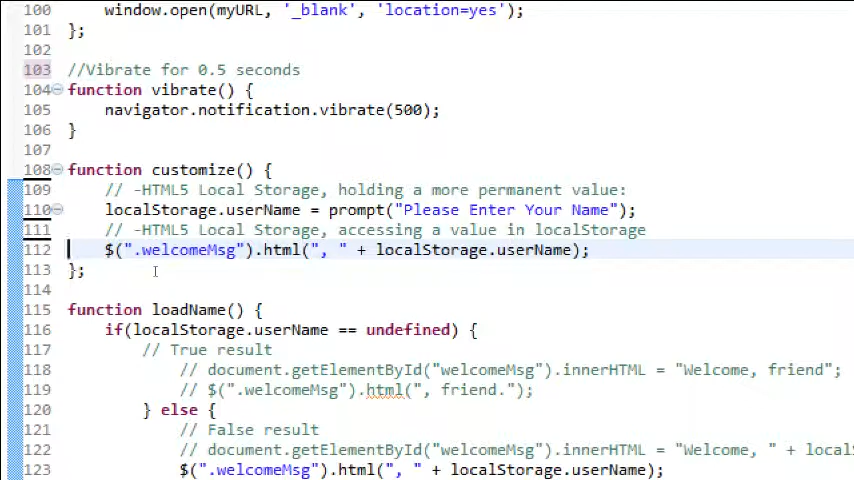 100 window.open(myURL, '_blank', 'location=yes');
101 };
102
103 //Vibrate for 0.5 seconds
104 function vibrate() {
105 navigator.notification.vibrate(500);
106 }
107
108 function customize() {
109 // -HTML5 Local Storage, holding a more permanent value:
110 localStorage.userName = prompt("Please Enter Your Name");
111 // -HTML5 Local Storage, accessing a value in localStorage
112 $(".welcomeMsg").html(", " + localStorage.userName);
113 };
114
115 function loadName() {
116 if(localStorage.userName == undefined) {
117 // True result
118 // document.getElementById("welcomeMsg").innerHTML = "Welcome, friend";
119 // $(".welcomeMsg").html(", friend.");
120 } else {
121 // False result
122 // document.getElementById("welcomeMsg").innerHTML = "Welcome, " + local
123 $(".welcomeMsg").html(", " + localStorage.userName);